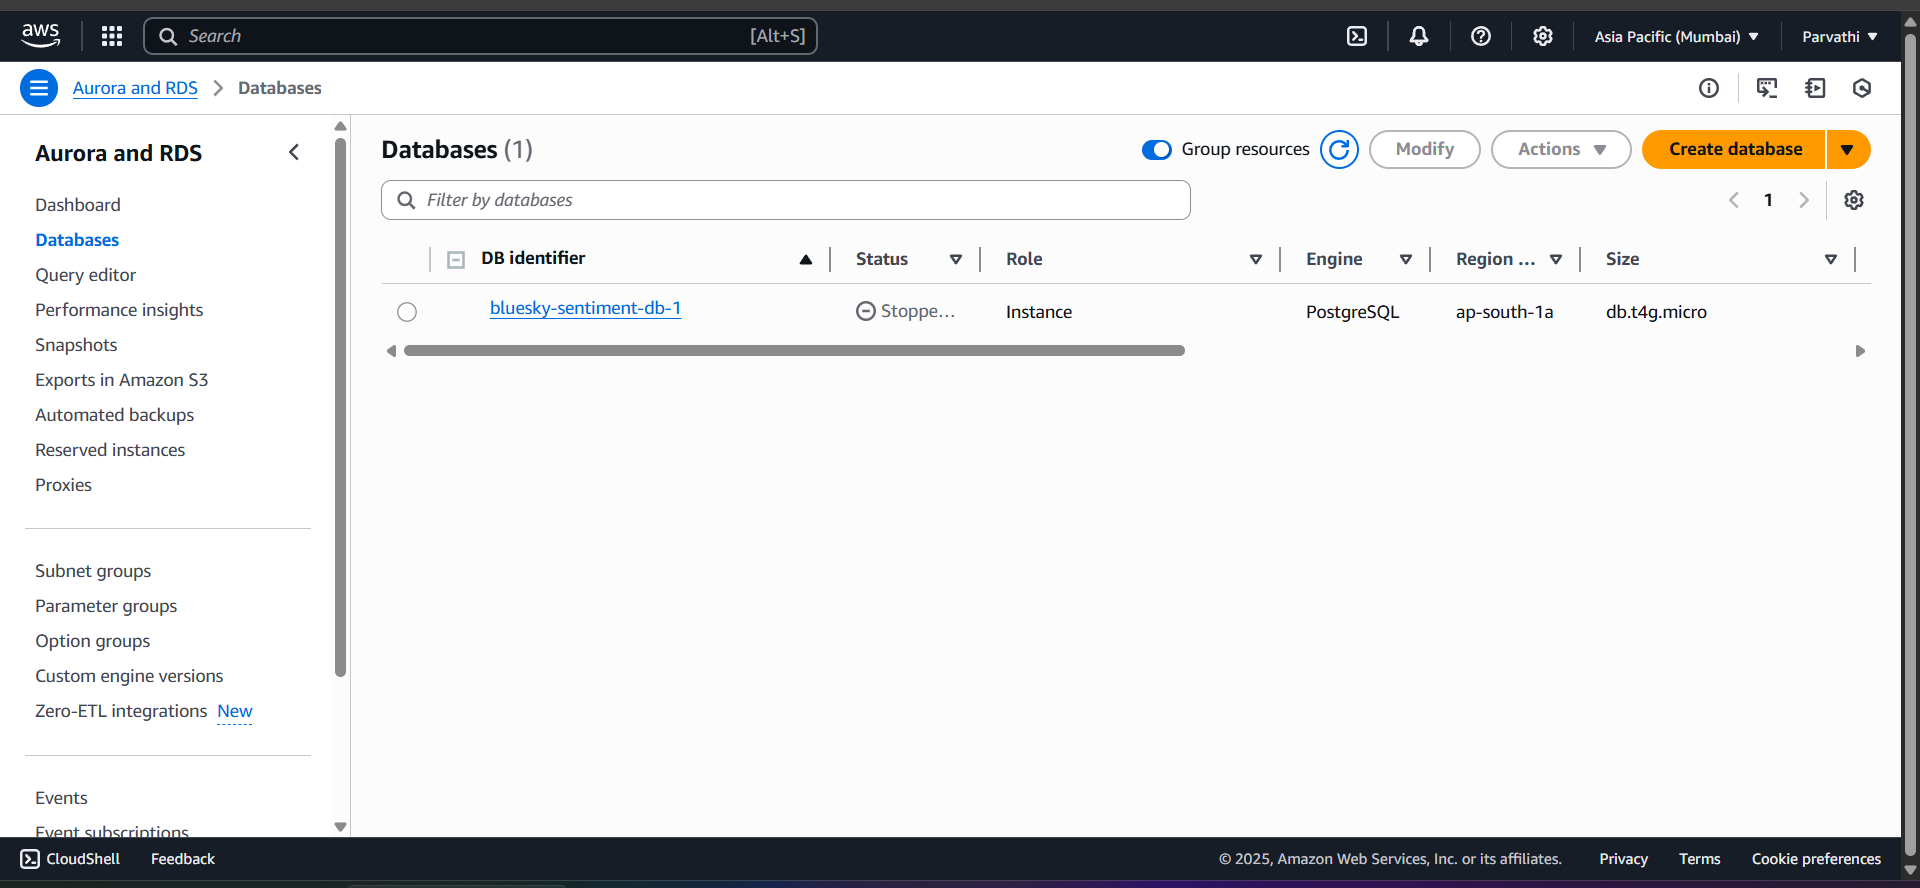 aws Search [Alt+S] Asia Pacific (Mumbai) Parvathi
Aurora and RDS Databases
Aurora and RDS
Dashboard
Databases
Query editor
Performance insights
Snapshots
Exports in Amazon S3
Automated backups
Reserved instances
Proxies
Subnet groups
Parameter groups
Option groups
Custom engine versions
Zero-ETL integrations New
Events
Event subscriptions
Databases (1) Group resources Modify Actions Create database
Filter by databases 1
DB identifier Status Role Engine Region ... Size
bluesky-sentiment-db-1 Stoppe... Instance PostgreSQL ap-south-1a db.t4g.micro
CloudShell Feedback © 2025, Amazon Web Services, Inc. or its affiliates. Privacy Terms Cookie preferences